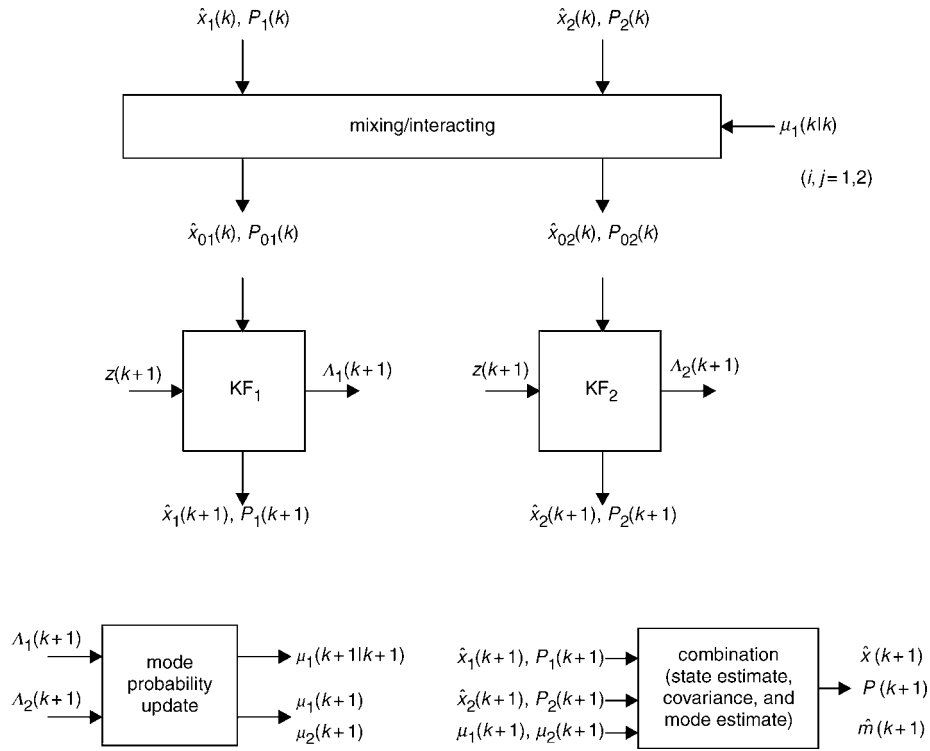 x̂₁(k), P₁(k)
x̂₂(k), P₂(k)
mixing/interacting
μ₁(k|k)
(i, j = 1,2)
x̂₀₁(k), P₀₁(k)
x̂₀₂(k), P₀₂(k)
z(k+1)
KF₁
Λ₁(k+1)
z(k+1)
KF₂
Λ₂(k+1)
x̂₁(k+1), P₁(k+1)
x̂₂(k+1), P₂(k+1)
Λ₁(k+1)
Λ₂(k+1)
mode
probability
update
μ₁(k+1|k+1)
μ₁(k+1)
μ₂(k+1)
x̂₁(k+1), P₁(k+1)
x̂₂(k+1), P₂(k+1)
μ₁(k+1), μ₂(k+1)
combination
(state estimate,
covariance, and
mode estimate)
x̂(k+1)
P(k+1)
m̂(k+1)